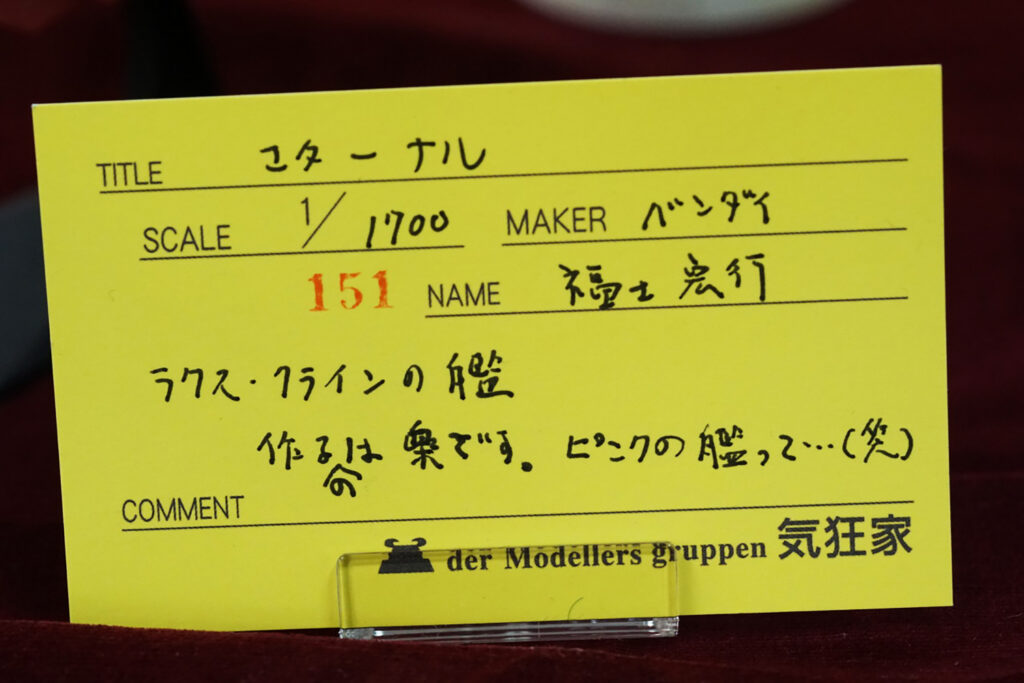 TITLE エターナル
SCALE 1/1700 MAKER バンダイ
151 NAME 福士宏行
ラクス・クラインの艦
作るのは楽です。ピンクの艦って…(笑)
COMMENT
der Modellers gruppen 気狂家